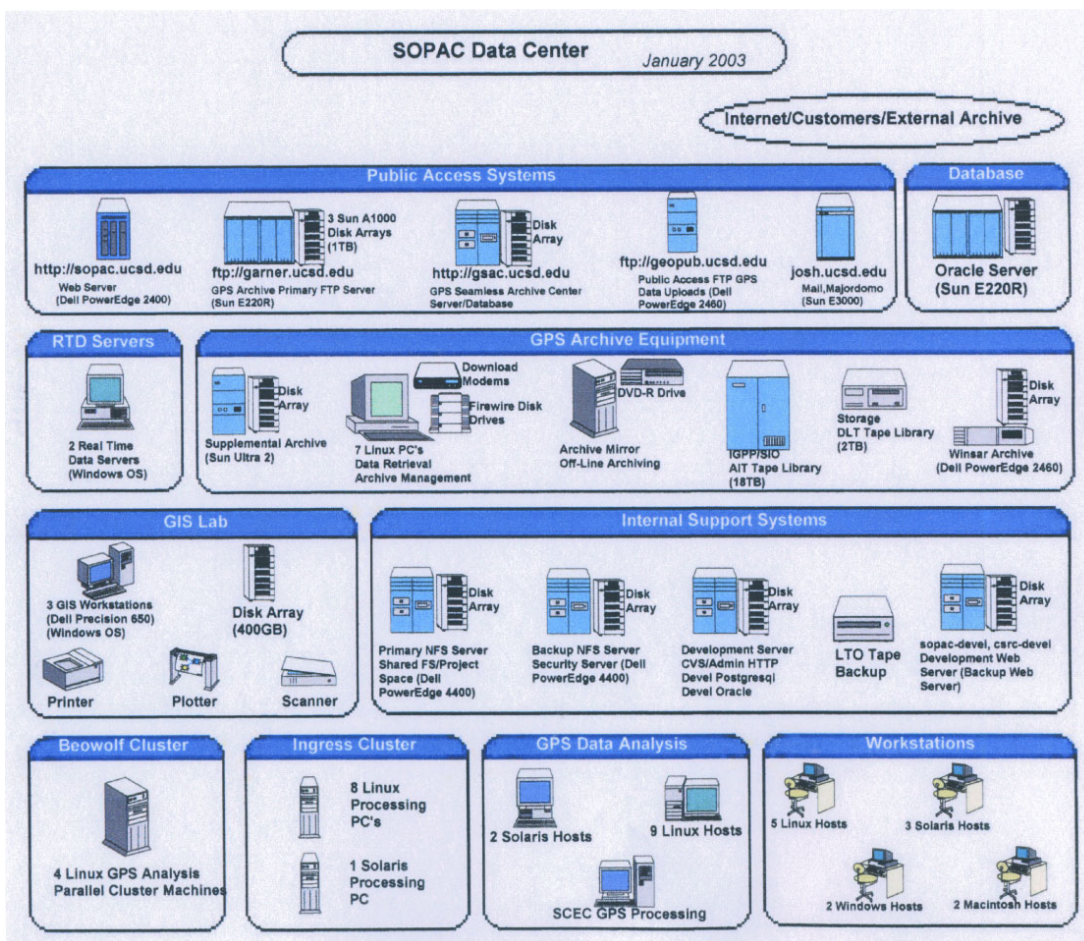 SOPAC Data Center
January 2003
Internet/Customers/External Archive
Public Access Systems
http://sopac.ucsd.edu
Web Server
(Dell PowerEdge 2400)
3 Sun A1000
Disk Arrays
(1TB)
ftp://garner.ucsd.edu
GPS Archive Primary FTP Server
(Sun E220R)
Disk
Array
http://gsac.ucsd.edu
GPS Seamless Archive Center
Server/Database
ftp://geopub.ucsd.edu
Public Access FTP GPS
Data Uploads (Dell
PowerEdge 2460)
josh.ucsd.edu
Mail,Majordomo
(Sun E3000)
Database
Oracle Server
(Sun E220R)
RTD Servers
2 Real Time
Data Servers
(Windows OS)
GPS Archive Equipment
Disk
Array
Supplemental Archive
(Sun Ultra 2)
Download
Modems
Firewire Disk
Drives
7 Linux PC's
Data Retrieval
Archive Management
DVD-R Drive
Archive Mirror
Off-Line Archiving
IGPP/SIO
AIT Tape Library
(18TB)
Storage
DLT Tape Library
(2TB)
Disk
Array
Winsar Archive
(Dell PowerEdge 2460)
GIS Lab
3 GIS Workstations
(Dell Precision 650)
(Windows OS)
Disk Array
(400GB)
Printer
Plotter
Scanner
Internal Support Systems
Disk
Array
Primary NFS Server
Shared FS/Project
Space (Dell
PowerEdge 4400)
Disk
Array
Backup NFS Server
Security Server (Dell
PowerEdge 4400)
Disk
Array
Development Server
CVS/Admin HTTP
Devel Postgresql
Devel Oracle
LTO Tape
Backup
Disk
Array
sopac-devel, csrc-devel
Development Web
Server (Backup Web
Server)
Beowolf Cluster
4 Linux GPS Analysis
Parallel Cluster Machines
Ingress Cluster
8 Linux
Processing
PC's
1 Solaris
Processing
PC
GPS Data Analysis
2 Solaris Hosts
9 Linux Hosts
SCEC GPS Processing
Workstations
5 Linux Hosts
3 Solaris Hosts
2 Windows Hosts
2 Macintosh Hosts